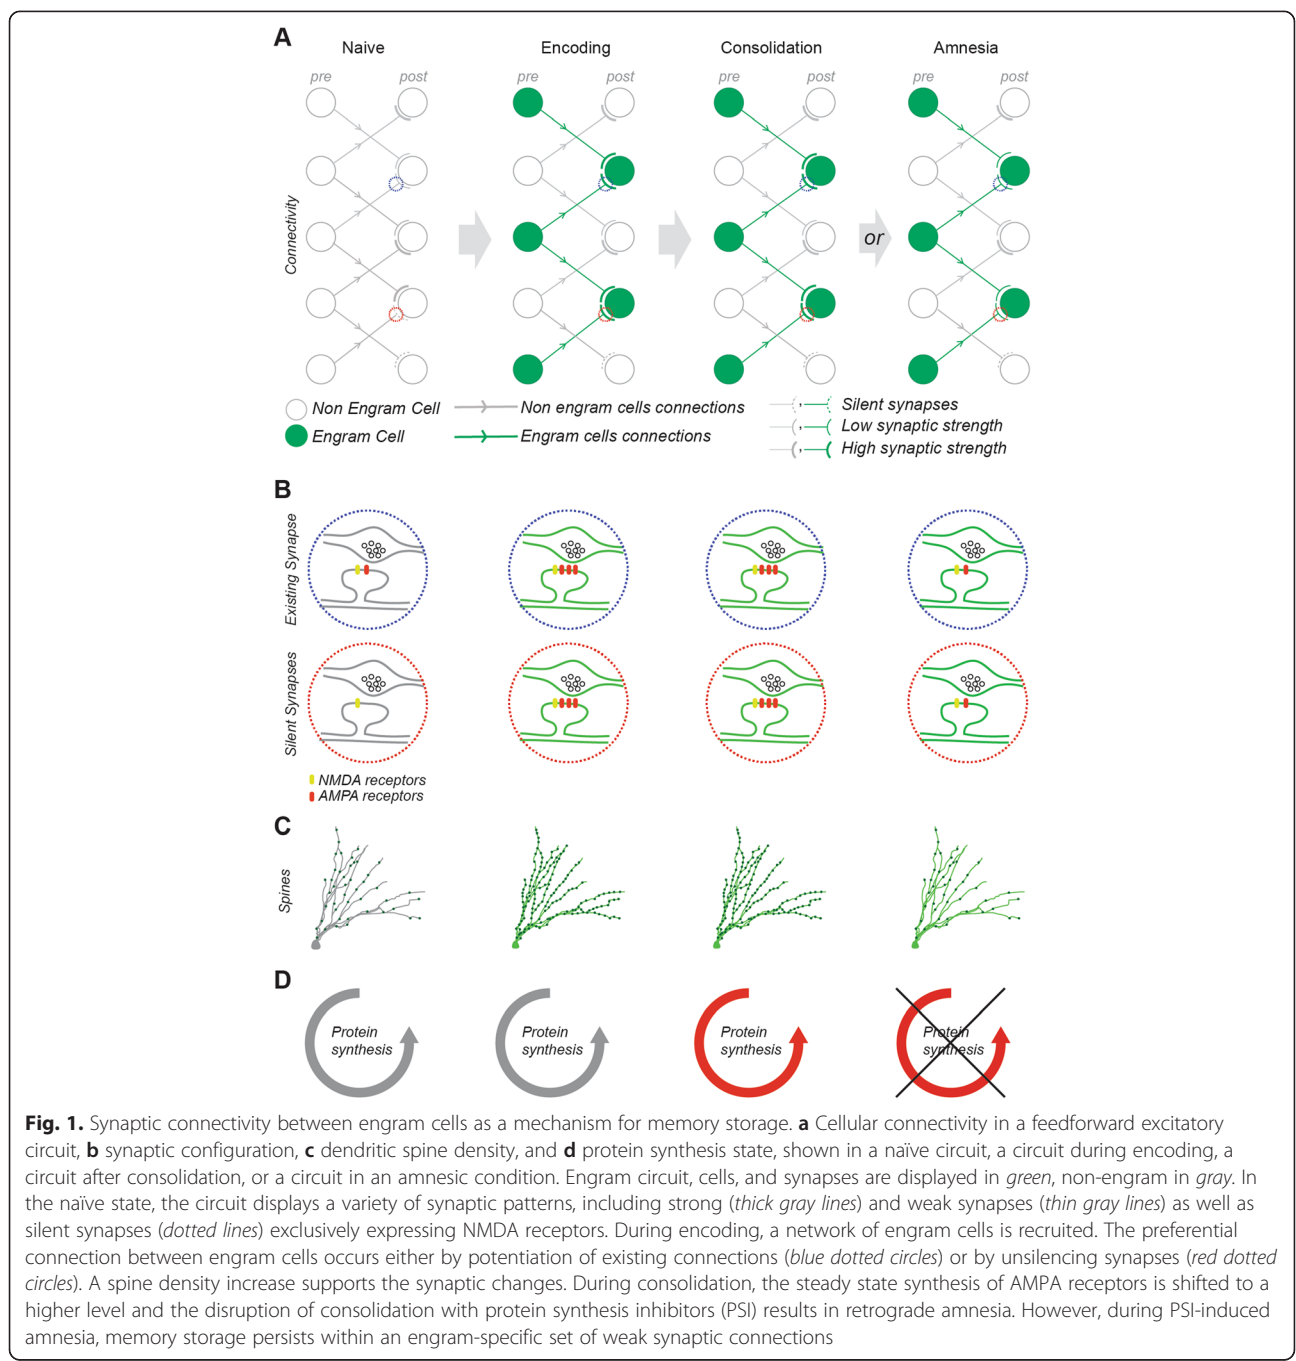 A
Naive
Encoding
Consolidation
Amnesia
pre
post
pre
post
pre
post
pre
post
Connectivity
or
Non Engram Cell
Non engram cells connections
, Silent synapses
Engram Cell
Engram cells connections
, Low synaptic strength
, High synaptic strength
B
Existing Synapse
Silent Synapses
NMDA receptors
AMPA receptors
C
Spines
D
Protein
synthesis
Protein
synthesis
Protein
synthesis
Protein
synthesis
Fig. 1. Synaptic connectivity between engram cells as a mechanism for memory storage. a Cellular connectivity in a feedforward excitatory
circuit, b synaptic configuration, c dendritic spine density, and d protein synthesis state, shown in a naïve circuit, a circuit during encoding, a
circuit after consolidation, or a circuit in an amnesic condition. Engram circuit, cells, and synapses are displayed in green, non-engram in gray. In
the naïve state, the circuit displays a variety of synaptic patterns, including strong (thick gray lines) and weak synapses (thin gray lines) as well as
silent synapses (dotted lines) exclusively expressing NMDA receptors. During encoding, a network of engram cells is recruited. The preferential
connection between engram cells occurs either by potentiation of existing connections (blue dotted circles) or by unsilencing synapses (red dotted
circles). A spine density increase supports the synaptic changes. During consolidation, the steady state synthesis of AMPA receptors is shifted to a
higher level and the disruption of consolidation with protein synthesis inhibitors (PSI) results in retrograde amnesia. However, during PSI-induced
amnesia, memory storage persists within an engram-specific set of weak synaptic connections